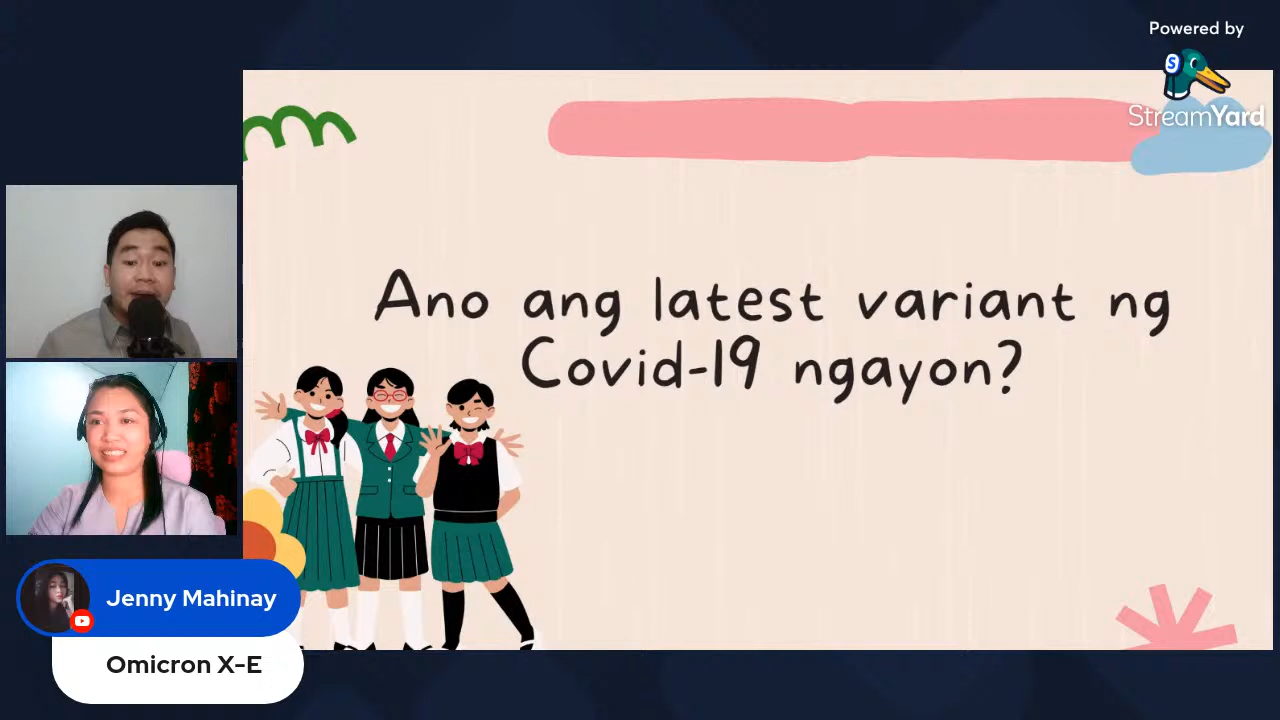 Powered by
S
StreamYard
Ano ang latest variant ng
Covid-19 ngayon?
Jenny Mahinay
Omicron X-E